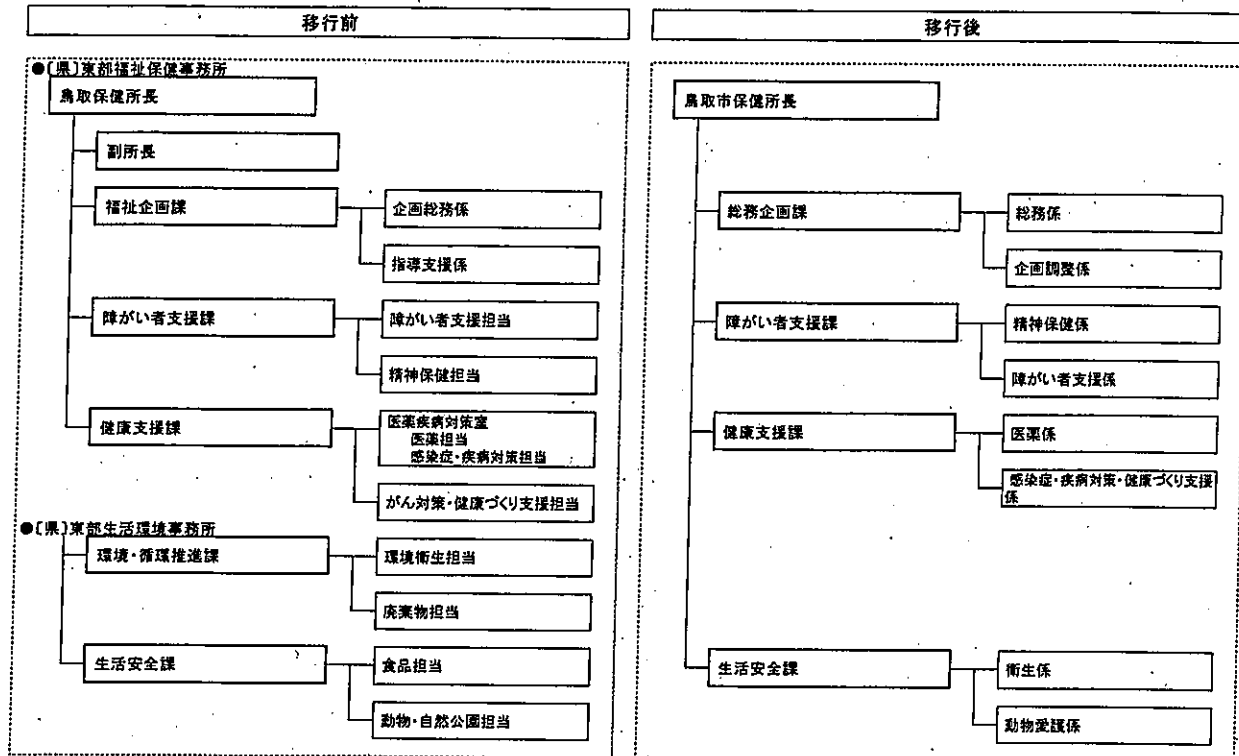 移行前
●〔県〕東部福祉保健事務所
鳥取保健所長
副所長
福祉企画課
企画総務係
指導支援係
障がい者支援課
障がい者支援担当
精神保健担当
健康支援課
医薬疾病対策室
医薬担当
感染症・疾病対策担当
がん対策・健康づくり支援担当
●〔県〕東部生活環境事務所
環境・循環推進課
環境衛生担当
廃棄物担当
生活安全課
食品担当
動物・自然公園担当
移行後
鳥取市保健所長
総務企画課
総務係
企画調整係
障がい者支援課
精神保健係
障がい者支援係
健康支援課
医薬係
感染症・疾病対策・健康づくり支援
係
生活安全課
衛生係
動物愛護係